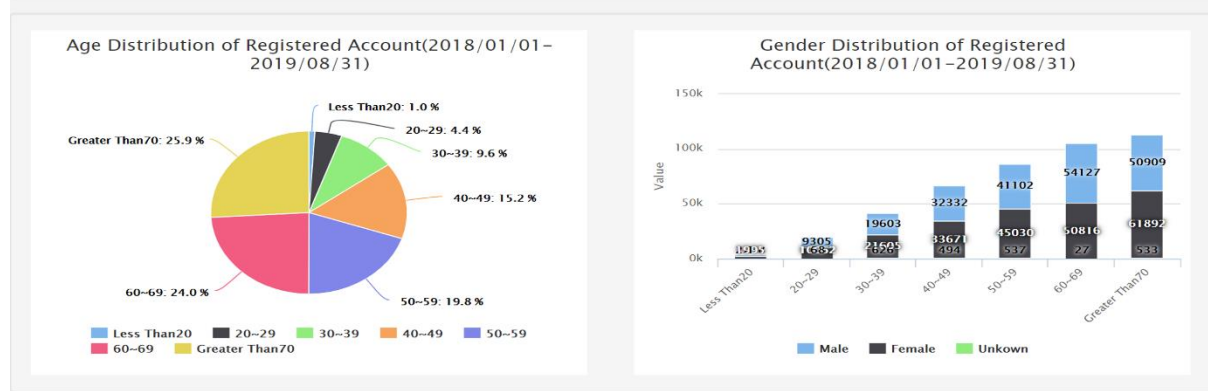 Age Distribution of Registered Account(2018/01/01-
2019/08/31)
Less Than20: 1.0 %
20~29: 4.4 %
30~39: 9.6 %
40~49: 15.2 %
50~59: 19.8 %
60~69: 24.0 %
Greater Than70: 25.9 %
Less Than20 20~29 30~39 40~49 50~59
60~69 Greater Than70
Gender Distribution of Registered
Account(2018/01/01-2019/08/31)
Value
150k
100k
50k
0k
9305
19603
21605
626
32332
33671
494
41102
45030
537
54127
50816
27
50909
61892
533
Less Than20
20~29
30~39
40~49
50~59
60~69
Greater Than70
Male Female Unkown